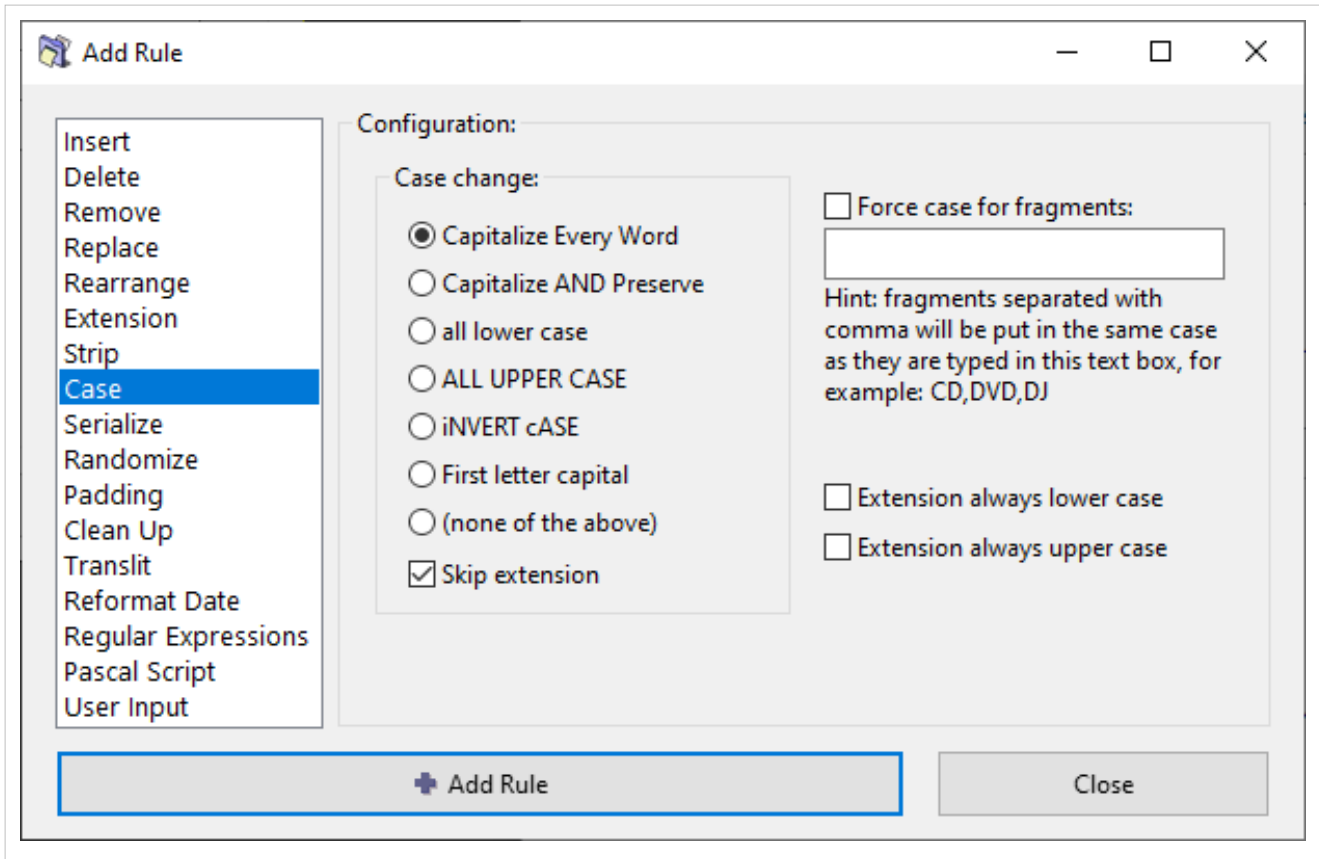 Add Rule
Insert
Delete
Remove
Replace
Rearrange
Extension
Strip
Case
Serialize
Randomize
Padding
Clean Up
Translit
Reformat Date
Regular Expressions
Pascal Script
User Input
Configuration:
Case change:
Capitalize Every Word
Capitalize AND Preserve
all lower case
ALL UPPER CASE
iNVERT cASE
First letter capital
(none of the above)
Skip extension
Force case for fragments:
Hint: fragments separated with
comma will be put in the same case
as they are typed in this text box, for
example: CD,DVD,DJ
Extension always lower case
Extension always upper case
Add Rule
Close